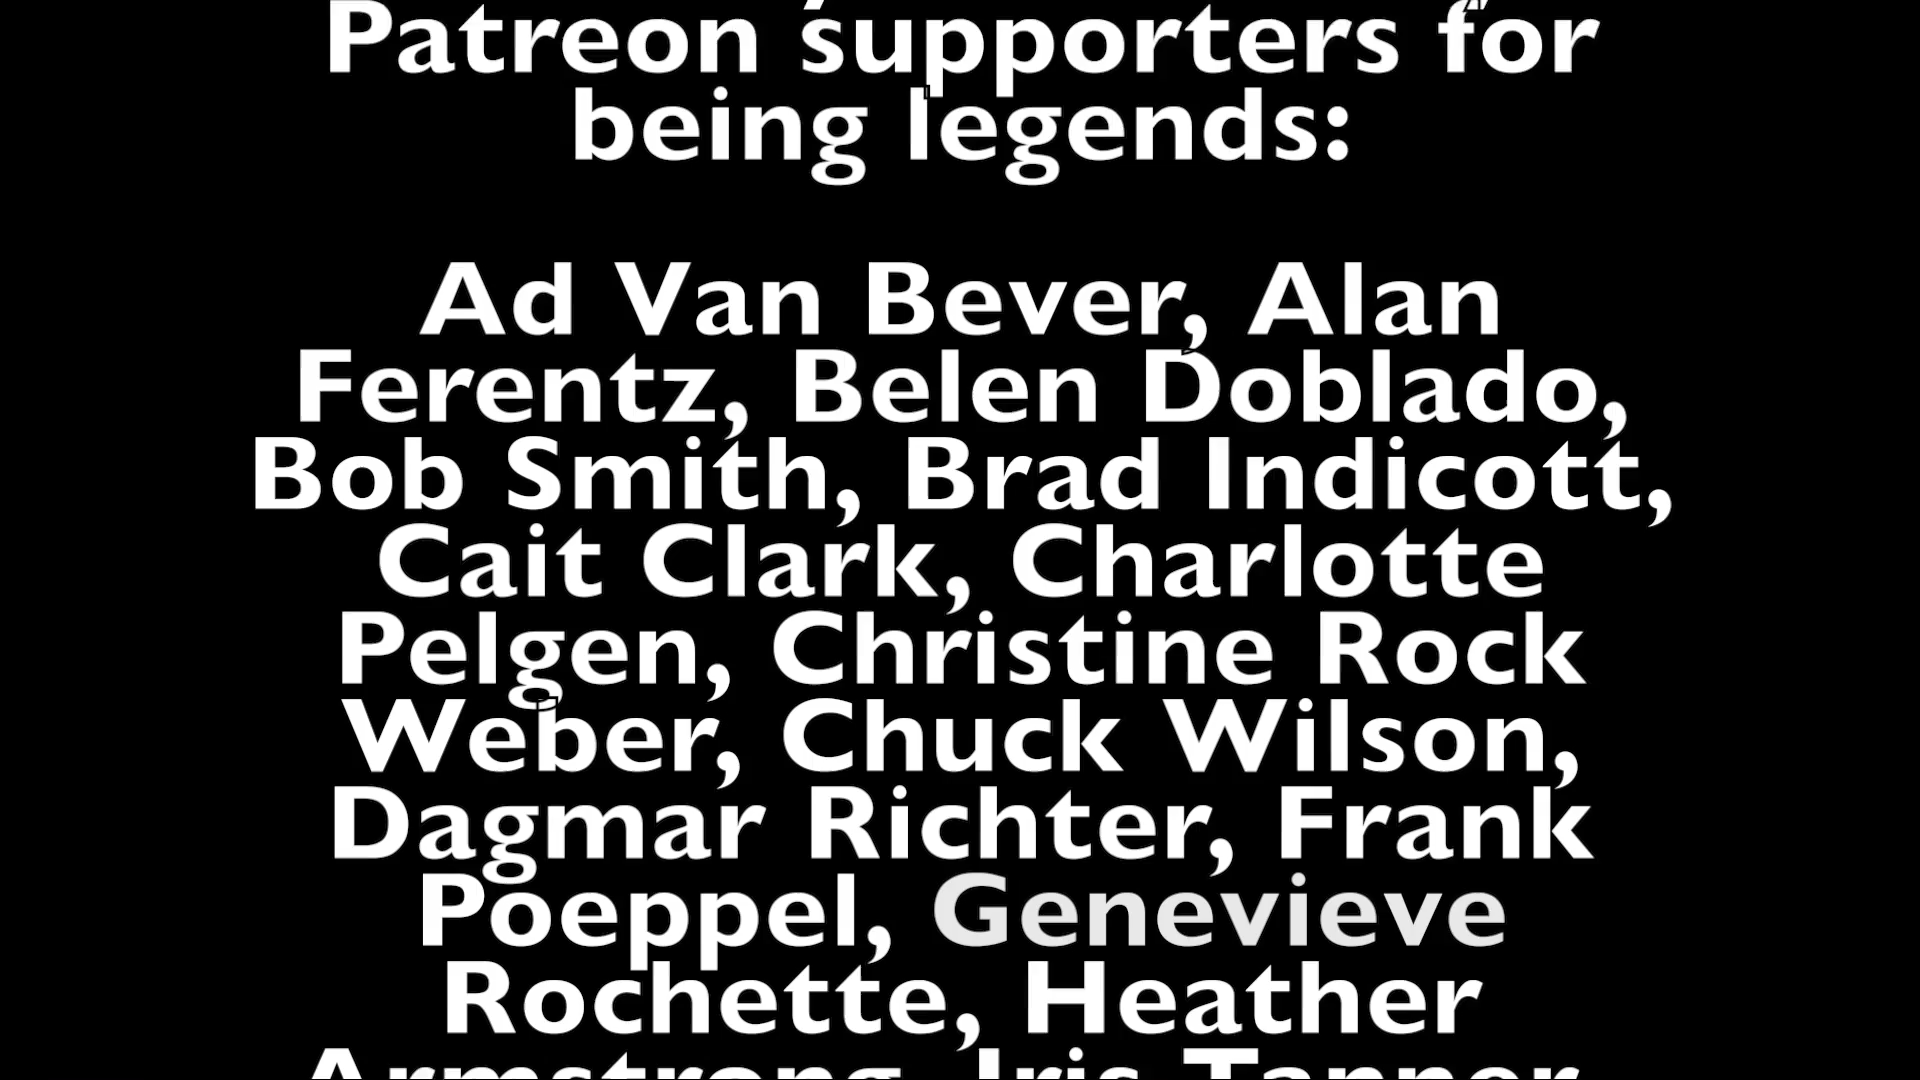 Patreon supporters for
being legends:
Ad Van Bever, Alan
Ferentz, Belen Doblado,
Bob Smith, Brad Indicott,
Cait Clark, Charlotte
Pelgen, Christine Rock
Weber, Chuck Wilson,
Dagmar Richter, Frank
Poeppel, Genevieve
Rochette, Heather
Armstrong, Iris Tanner,